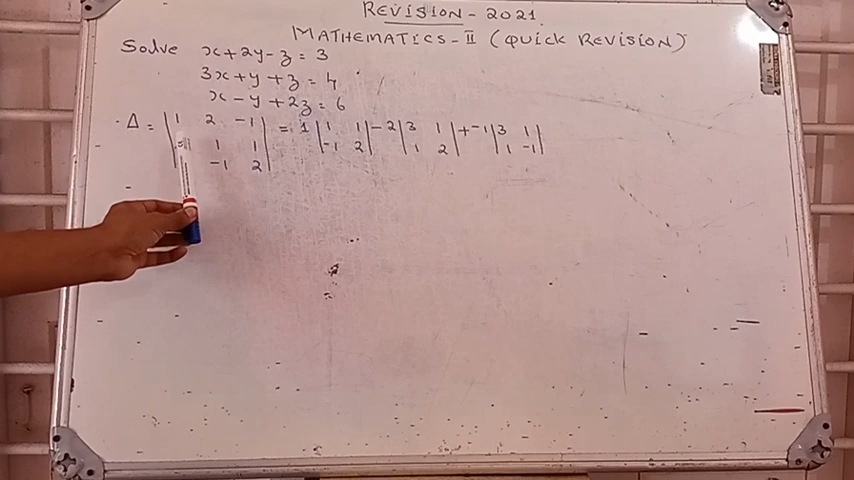 REVISION - 2021
MATHEMATICS - II (QUICK REVISION)
Solve x+2y-z = 3
3x+y+z = 4
x-y+2z = 6
Δ = | 1 2 -1 | = 1 | 1 1 | -2 | 3 1 | + -1 | 3 1 |
1 1 -1 2 1 2 1 -1
-1 2